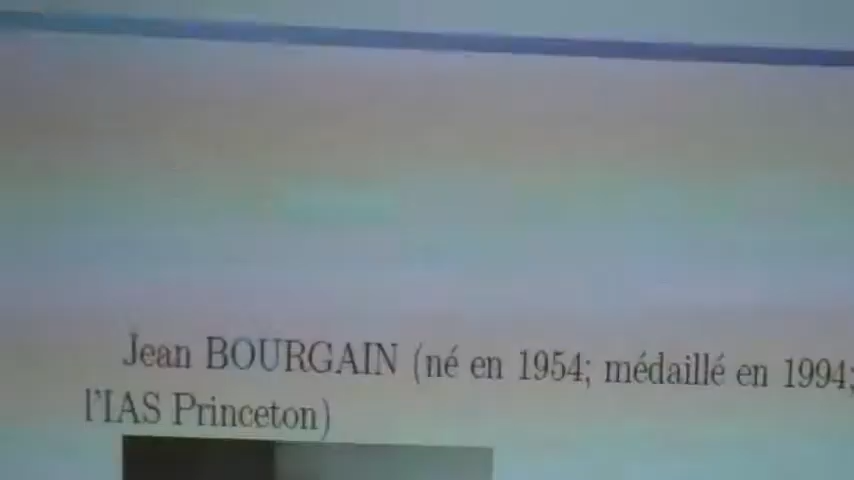 Jean BOURGAIN (né en 1954; médaillé en 1994;
l'IAS Princeton)